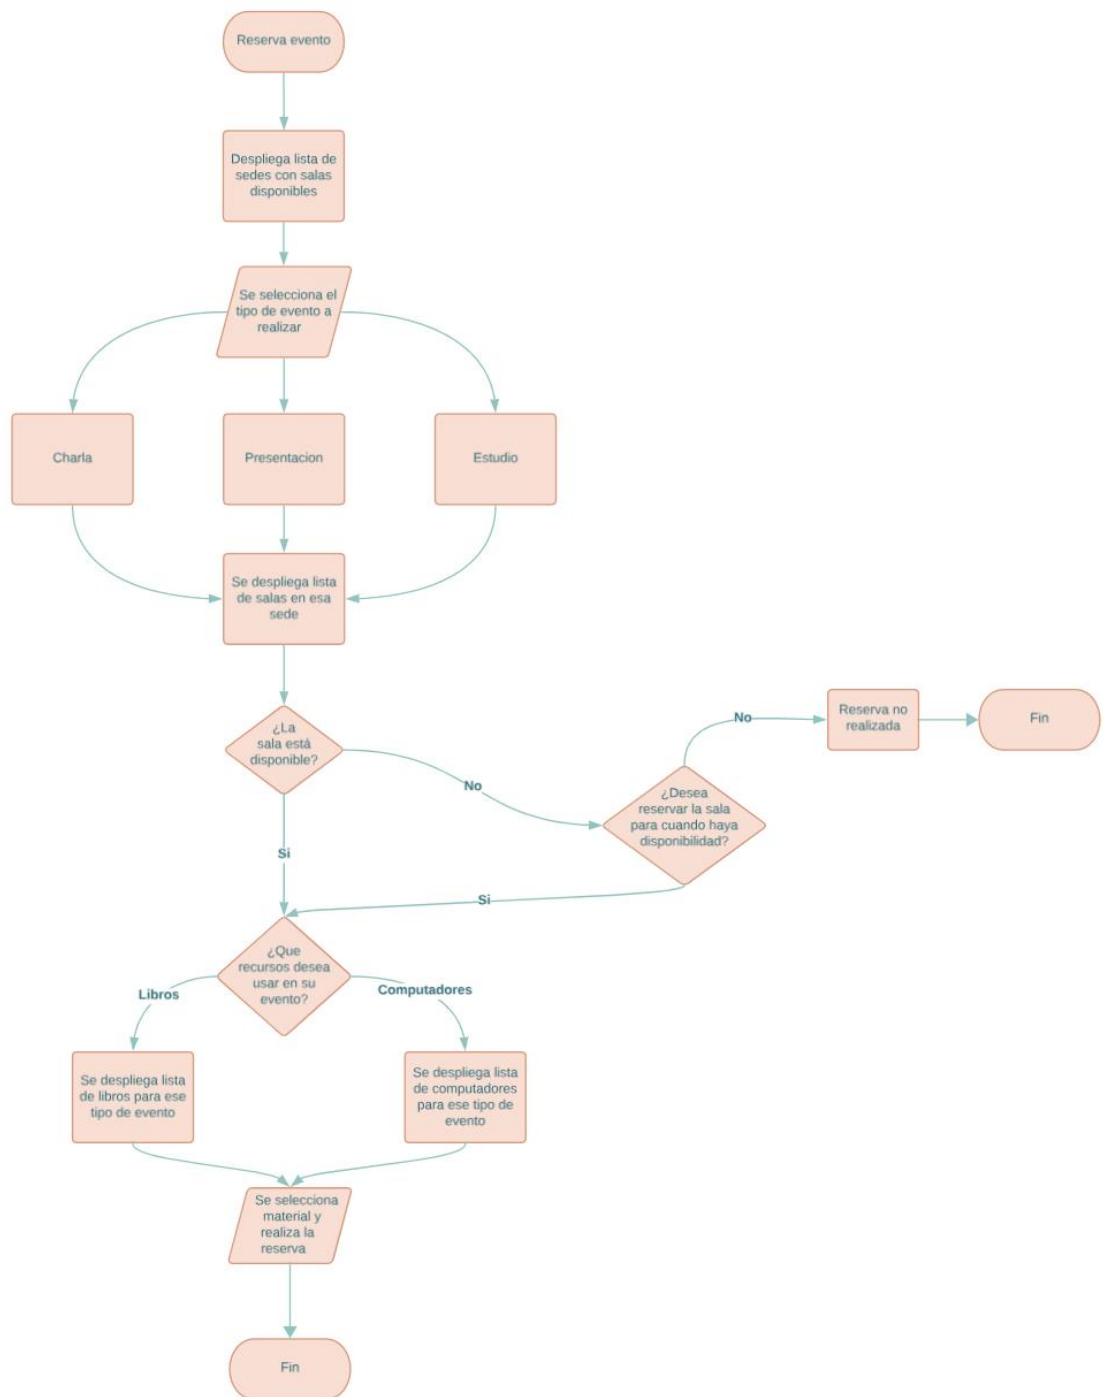 Reserva evento
Despliega lista de
sedes con salas
disponibles
Se selecciona el
tipo de evento a
realizar
Charla
Presentacion
Estudio
Se despliega lista
de salas en esa
sede
¿La
sala está
disponible?
No
¿Desea
reservar la sala
para cuando haya
disponibilidad?
No
Reserva no
realizada
Fin
Si
Si
¿Que
recursos desea
usar en su
evento?
Libros
Computadores
Se despliega lista
de libros para ese
tipo de evento
Se despliega lista
de computadores
para ese tipo de
evento
Se selecciona
material y
realiza la
reserva
Fin